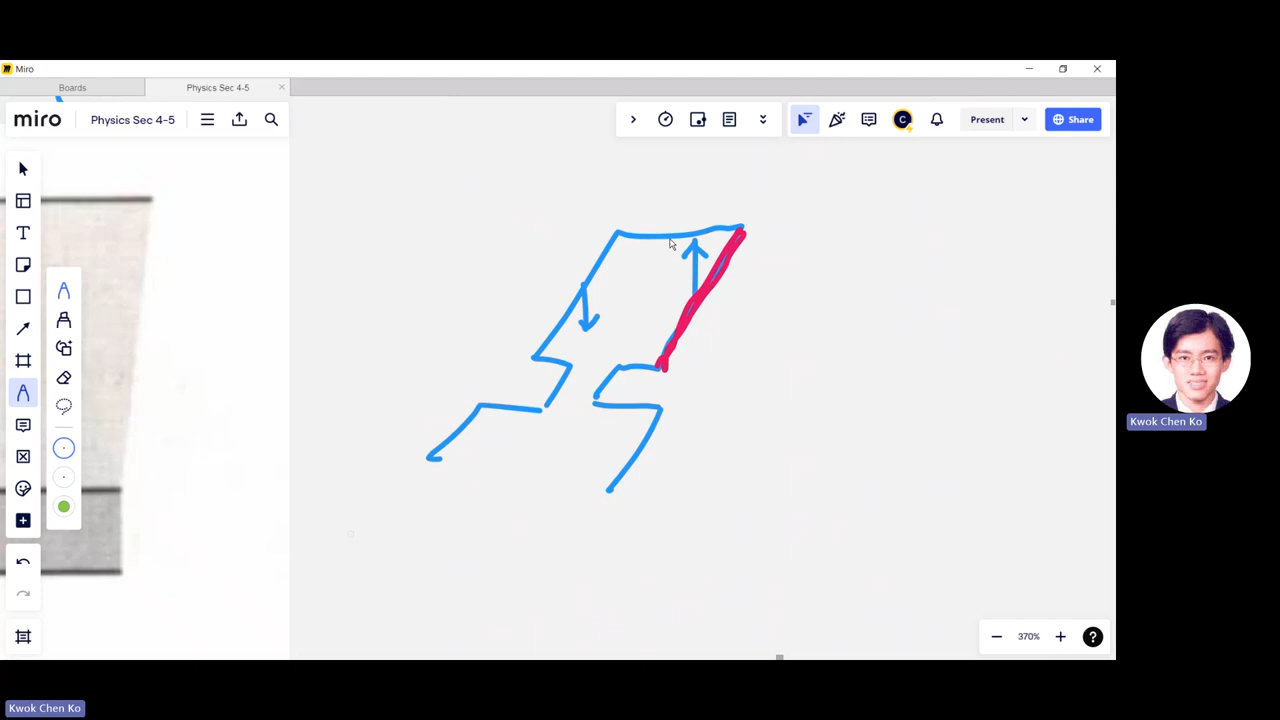 Miro
Boards
Physics Sec 4-5
miro
Physics Sec 4-5
C
Present
Share
Kwok Chen Ko
370%
Kwok Chen Ko